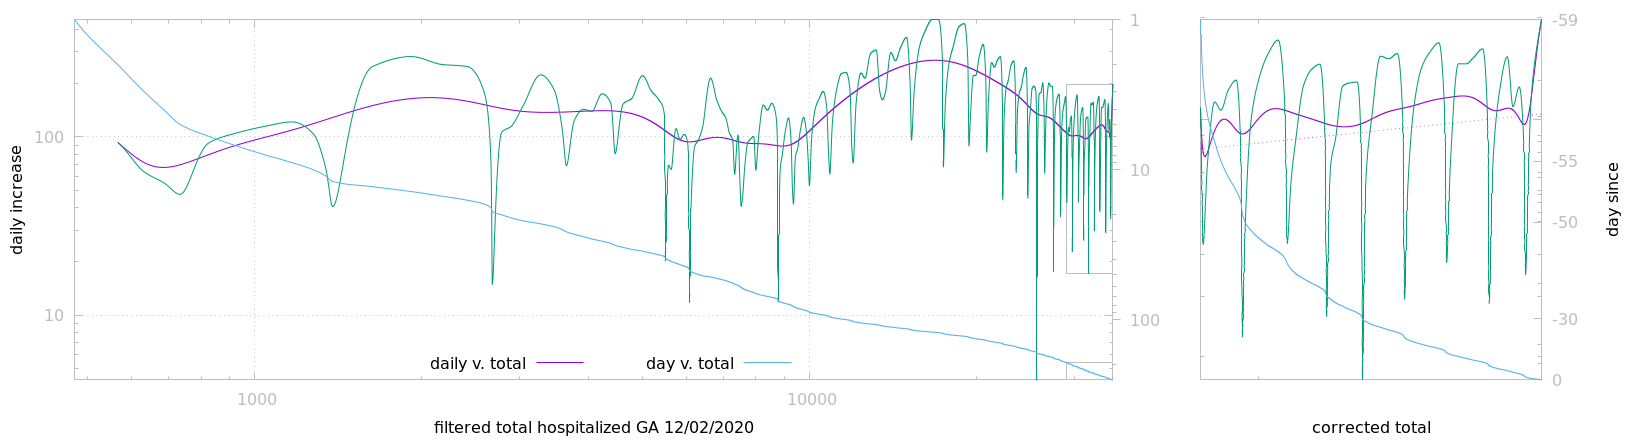 1
-59
100
daily increase
10
-55
day since
-50
10
100
-30
daily v. total
day v. total
0
1000
10000
filtered total hospitalized GA 12/02/2020
corrected total